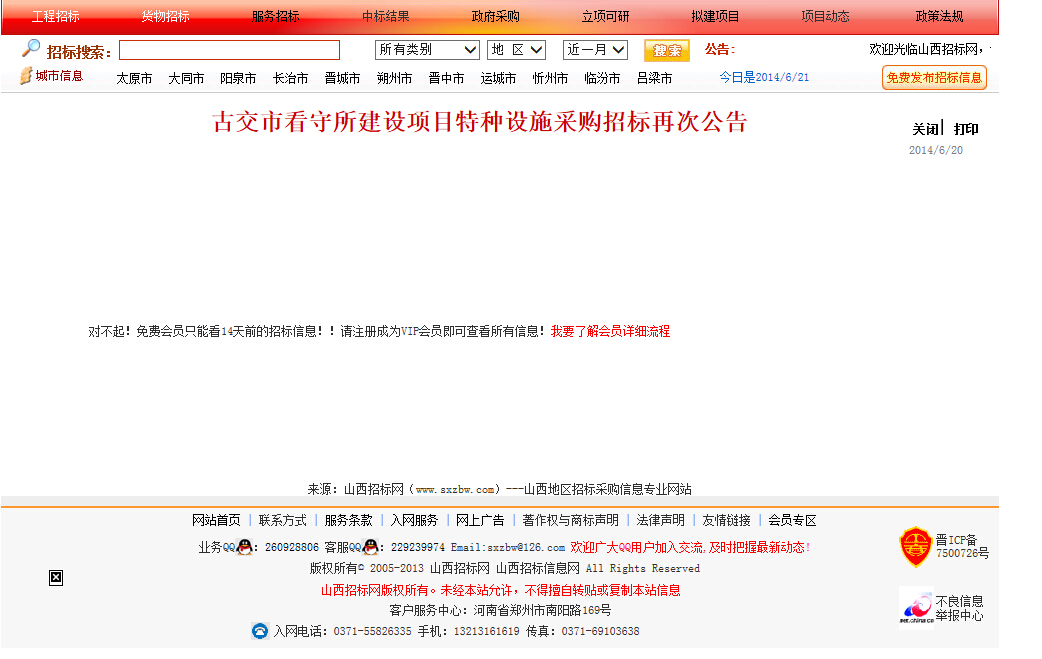 工程招标 货物招标 服务招标 中标结果 政府采购 立项可研 拟建项目 项目动态 政策法规
招标搜索: 所有类别 地 区 近一月 搜索 公告: 欢迎光临山西招标网，
城市信息 太原市 大同市 阳泉市 长治市 晋城市 朔州市 晋中市 运城市 忻州市 临汾市 吕梁市 今日是2014/6/21 免费发布招标信息
古交市看守所建设项目特种设施采购招标再次公告
关闭| 打印
2014/6/20
对不起！免费会员只能看14天前的招标信息！！请注册成为VIP会员即可查看所有信息！我要了解会员详细流程
来源：山西招标网（www.sxzbw.com）---山西地区招标采购信息专业网站
网站首页 | 联系方式 | 服务条款 | 入网服务 | 网上广告 | 著作权与商标声明 | 法律声明 | 友情链接 | 会员专区
业务QQ：260928806 客服QQ：229239974 Email:sxzbw@126.com 欢迎广大QQ用户加入交流,及时把握最新动态!
版权所有© 2005-2013 山西招标网 山西招标信息网 All Rights Reserved
山西招标网版权所有。未经本站允许，不得擅自转贴或复制本站信息
客户服务中心：河南省郑州市南阳路169号
入网电话：0371-55826335 手机：13213161619 传真：0371-69103638
晋ICP备
7500726号
不良信息
举报中心